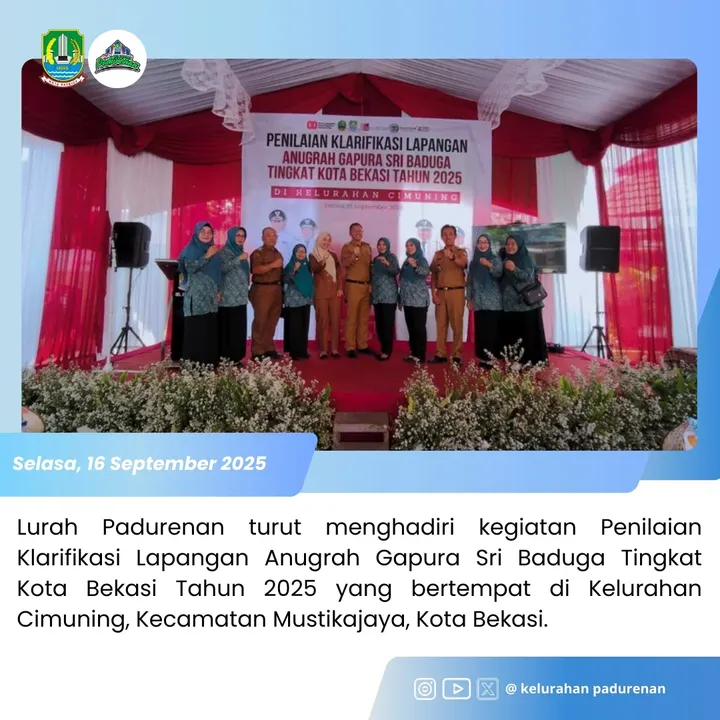 PENILAIAN KLARIFIKASI LAPANGAN
ANUGRAH GAPURA SRI BADUGA
TINGKAT KOTA BEKASI TAHUN 2025
DI KELURAHAN CIMUNING
Selasa, 16 September 2025
Lurah Padurenan turut menghadiri kegiatan Penilaian
Klarifikasi Lapangan Anugrah Gapura Sri Baduga Tingkat
Kota Bekasi Tahun 2025 yang bertempat di Kelurahan
Cimuning, Kecamatan Mustikajaya, Kota Bekasi.
@ kelurahan padurenan